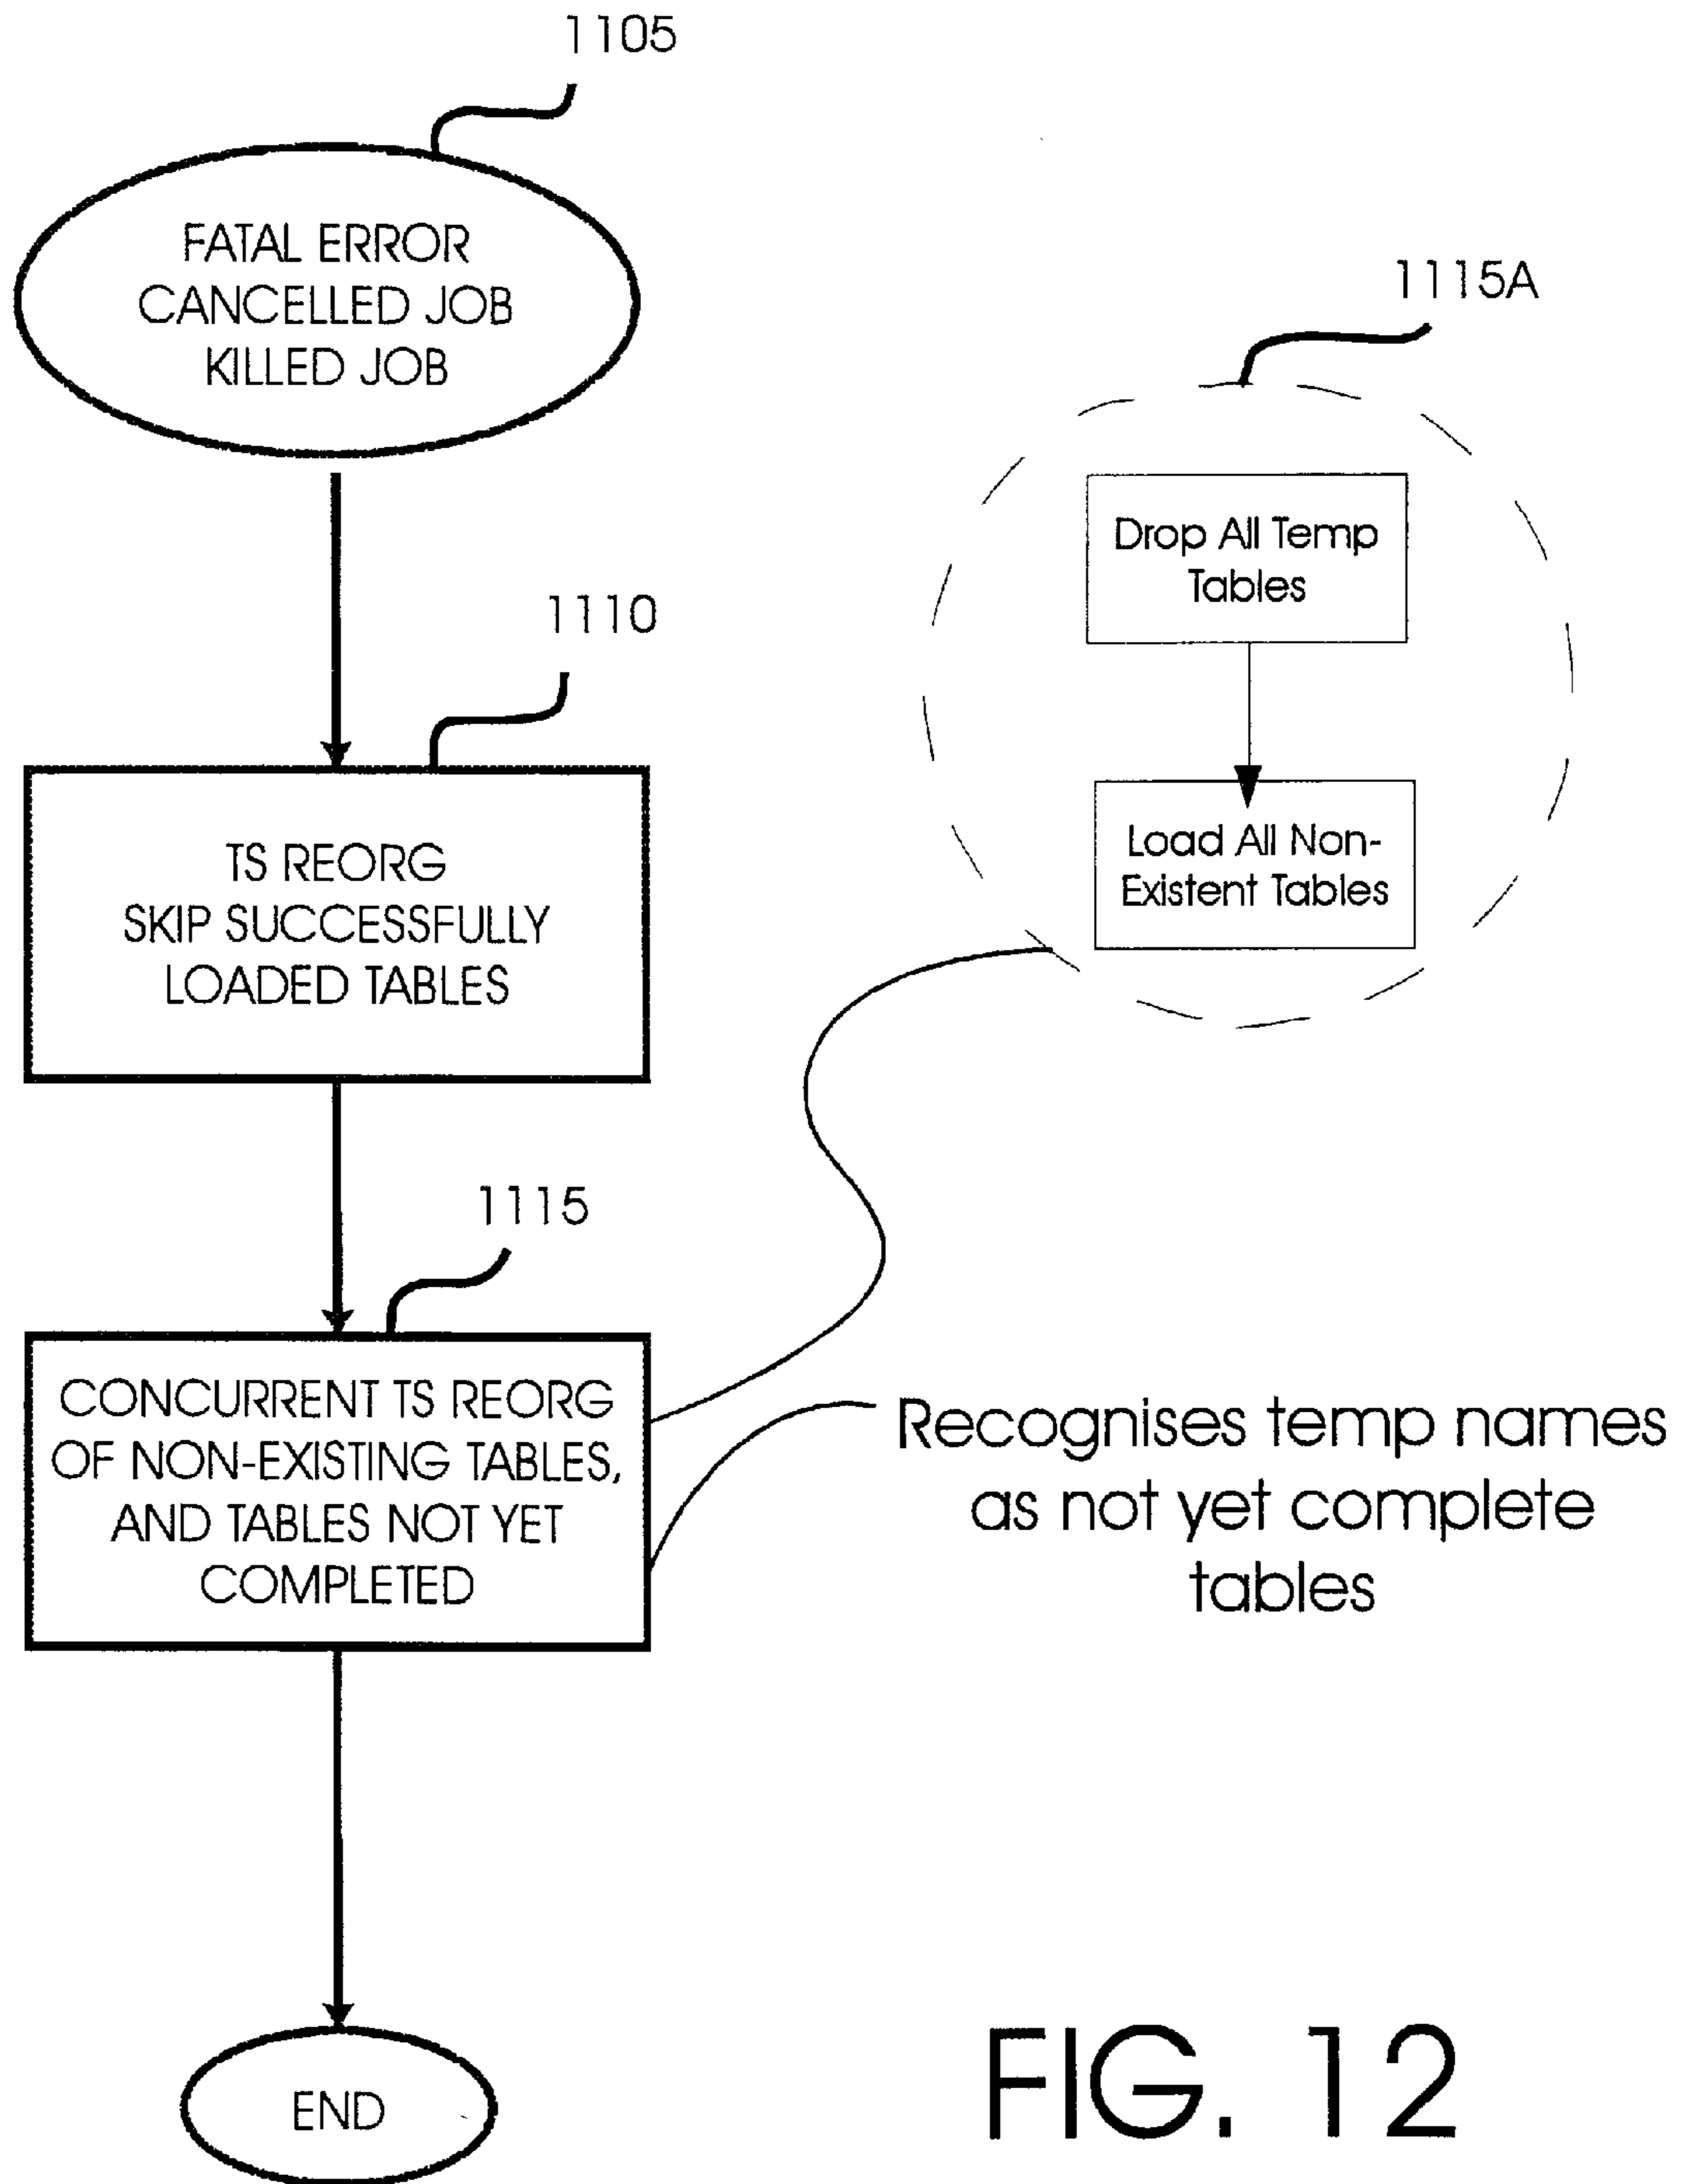 1105
FATAL ERROR
CANCELLED JOB
KILLED JOB
1115A
Drop All Temp
Tables
Load All Non-
Existent Tables
1110
TS REORG
SKIP SUCCESSFULLY
LOADED TABLES
1115
CONCURRENT TS REORG
OF NON-EXISTING TABLES,
AND TABLES NOT YET
COMPLETED
Recognises temp names
as not yet complete
tables
END
FIG. 12